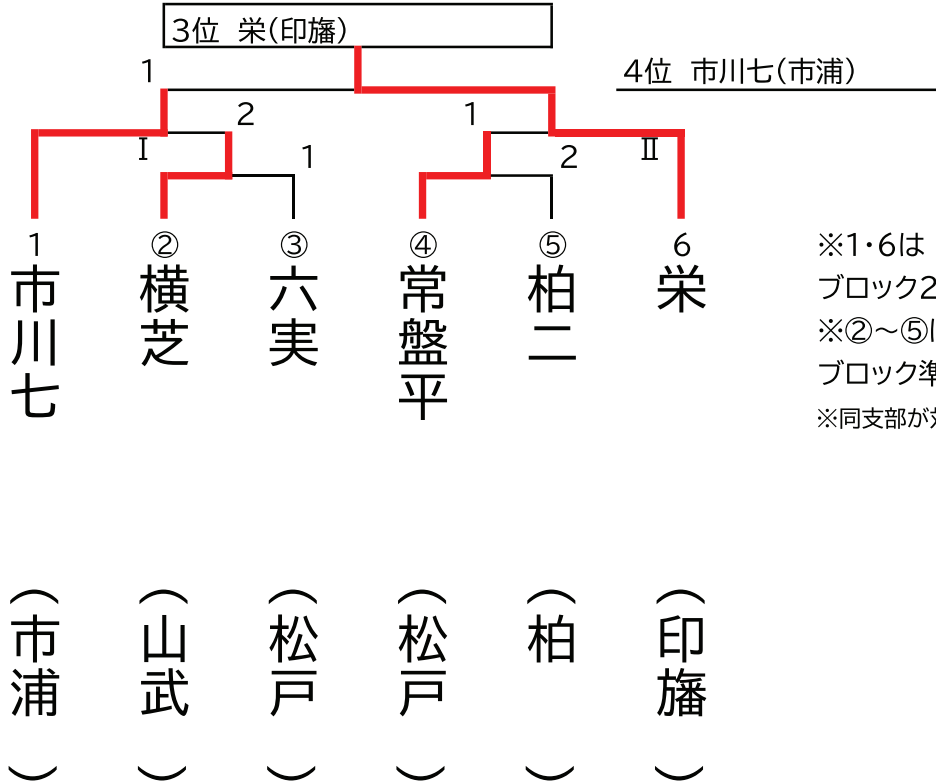 3位 栄(印旛)
1
4位 市川七(市浦)
2
1
Ⅰ
1
2
Ⅱ
1
②
③
④
⑤
6
市川七
横芝
六実
常盤平
柏二
栄
※1・6は
ブロック2
※②~⑤
ブロック準
※同支部が
(市浦)
(山武)
(松戸)
(松戸)
(柏)
(印旛)